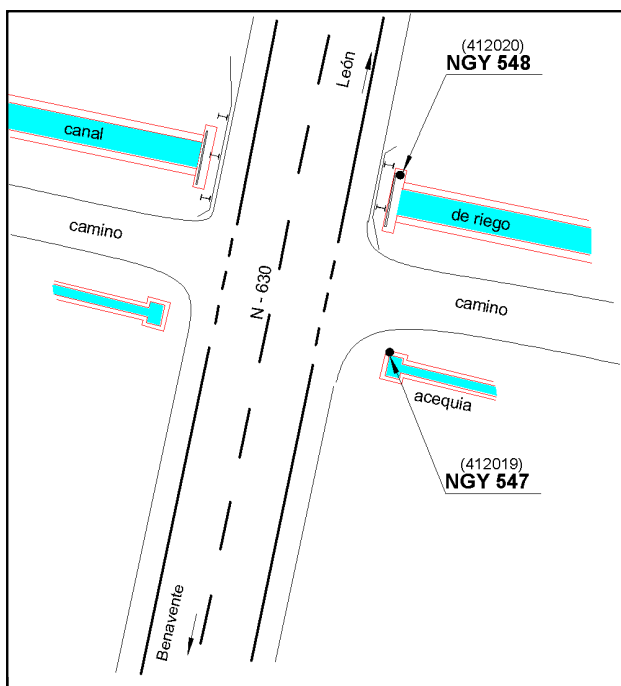 (412020)
NGY 548
León
canal
de riego
camino
N - 630
camino
acequia
(412019)
NGY 547
Benavente